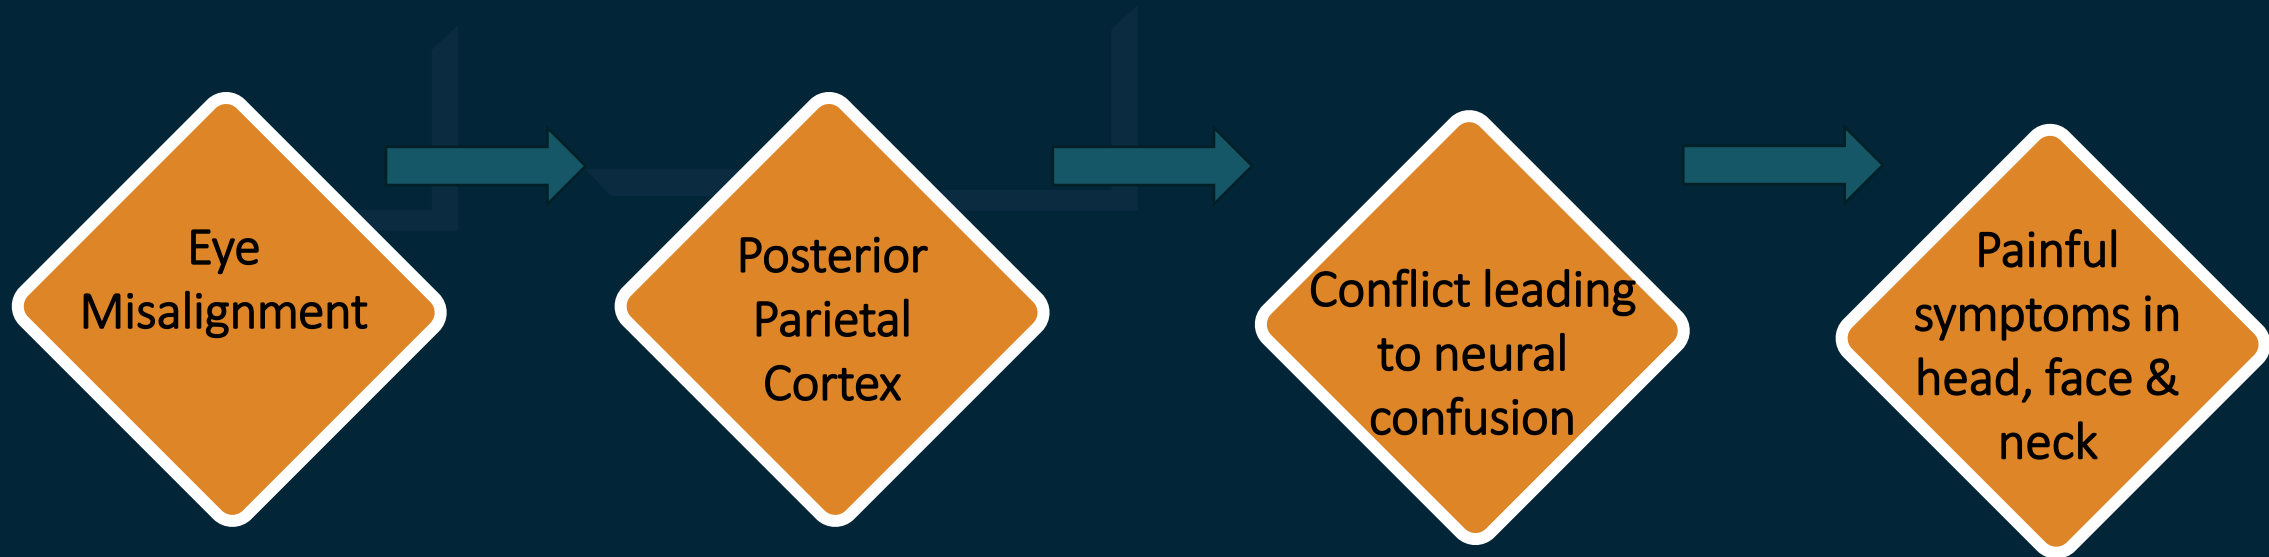 Eye
Misalignment
Posterior
Parietal
Cortex
Conflict leading
to neural
confusion
Painful
symptoms in
head, face &
neck